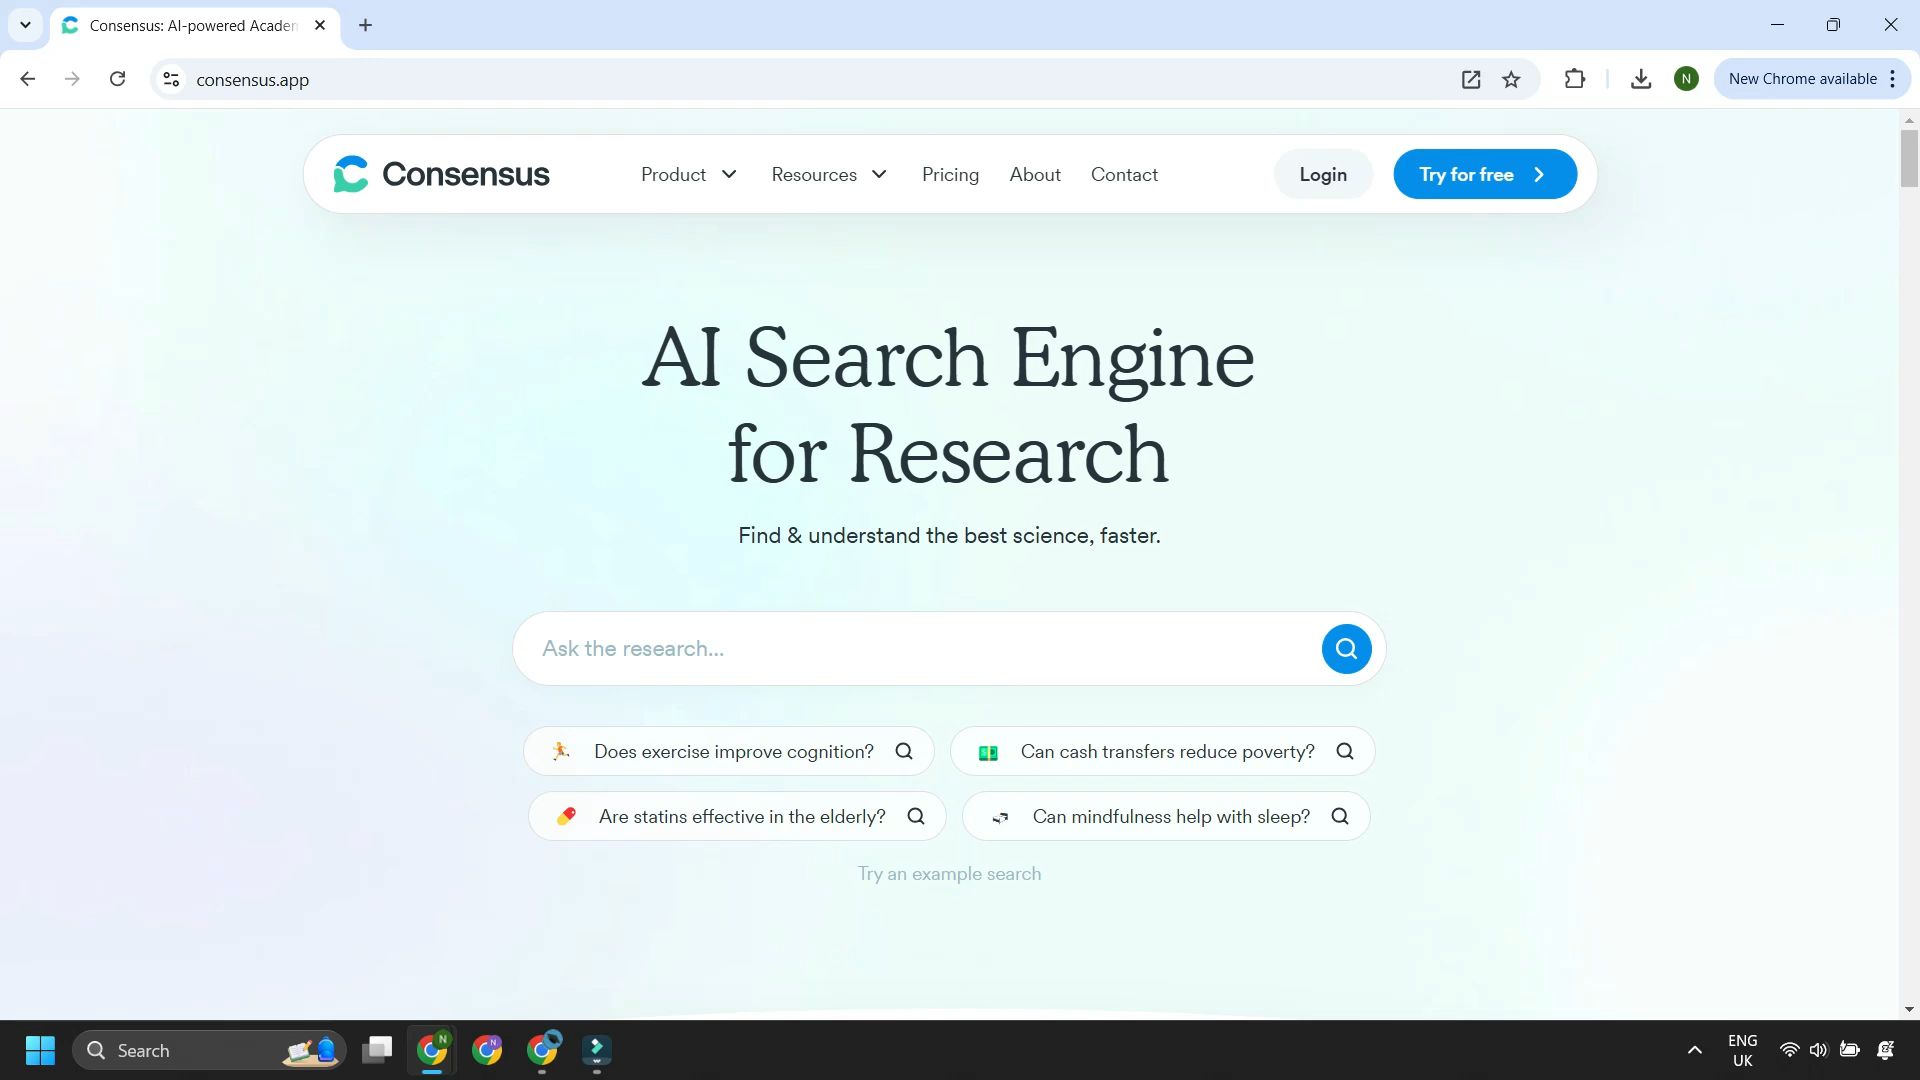 Consensus: AI-powered Academ
consensus.app
N
New Chrome available
Consensus
Product
Resources
Pricing
About
Contact
Login
Try for free
AI Search Engine
for Research
Find & understand the best science, faster.
Ask the research...
Does exercise improve cognition?
Can cash transfers reduce poverty?
Are statins effective in the elderly?
Can mindfulness help with sleep?
Try an example search
Search
N
N
ENG
UK